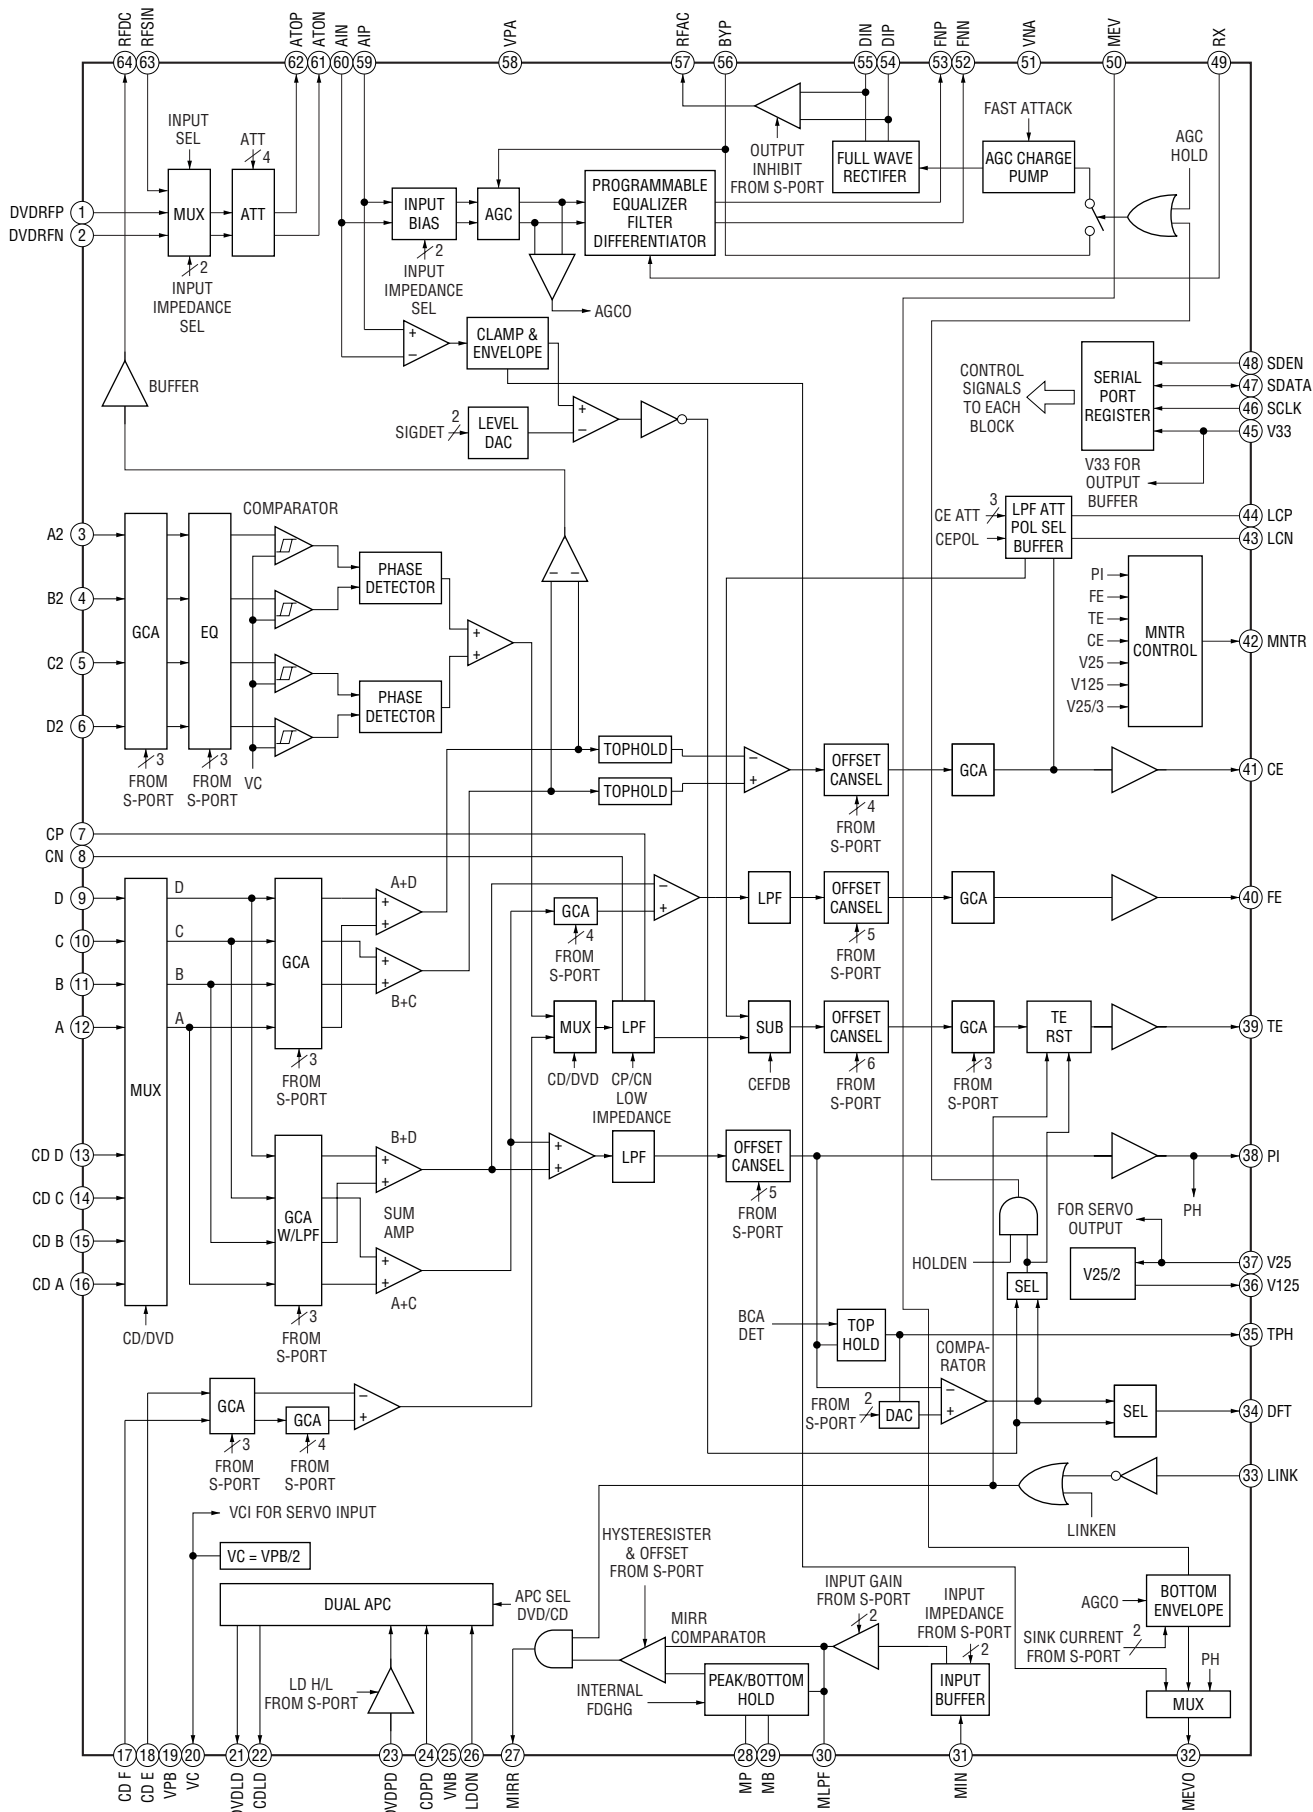 RFDC
RFSIN
ATOP
ATON
AIN
AIP
VPA
RFAC
BYP
DIN
DIP
FNP
FNN
VNA
MEV
RX
64
63
62
61
60
59
58
57
56
55
54
53
52
51
50
49
INPUT
SEL
ATT
4
OUTPUT
INHIBIT
FROM S-PORT
FULL WAVE
RECTIFER
FAST ATTACK
AGC CHARGE
PUMP
AGC
HOLD
DVDRFP 1
DVDRFN 2
MUX
ATT
INPUT
BIAS
AGC
PROGRAMMABLE
EQUALIZER
FILTER
DIFFERENTIATOR
2
INPUT
IMPEDANCE
SEL
2
INPUT
IMPEDANCE
SEL
AGCO
+
−
CLAMP &
ENVELOPE
BUFFER
SIGDET
2
LEVEL
DAC
+
−
CONTROL
SIGNALS
TO EACH
BLOCK
SERIAL
PORT
REGISTER
48 SDEN
47 SDATA
46 SCLK
45 V33
V33 FOR
OUTPUT
BUFFER
COMPARATOR
A2 3
B2 4
C2 5
D2 6
GCA
EQ
PHASE
DETECTOR
PHASE
DETECTOR
+
+
− −
3
FROM
S-PORT
3
FROM
S-PORT
VC
CE ATT
3
CEPOL
LPF ATT
POL SEL
BUFFER
44 LCP
43 LCN
PI
FE
TE
CE
V25
V125
V25/3
MNTR
CONTROL
42 MNTR
TOPHOLD
TOPHOLD
−
+
OFFSET
CANSEL
4
FROM
S-PORT
GCA
41 CE
CP 7
CN 8
D 9
C 10
B 11
A 12
D
C
B
A
MUX
GCA
3
FROM
S-PORT
A+D
+
+
+
+
B+C
GCA
4
FROM
S-PORT
−
+
LPF
OFFSET
CANSEL
5
FROM
S-PORT
GCA
40 FE
MUX
CD/DVD
LPF
CP/CN
LOW
IMPEDANCE
SUB
CEFDB
OFFSET
CANSEL
6
FROM
S-PORT
GCA
3
FROM
S-PORT
TE
RST
39 TE
CD D 13
CD C 14
CD B 15
CD A 16
CD/DVD
GCA
W/LPF
3
FROM
S-PORT
B+D
+
+
SUM
AMP
+
+
A+C
+
+
LPF
OFFSET
CANSEL
5
FROM
S-PORT
38 PI
PH
HOLDEN
SEL
FOR SERVO
OUTPUT
V25/2
37 V25
36 V125
BCA
DET
TOP
HOLD
35 TPH
COMPA-
RATOR
FROM
S-PORT
2
DAC
−
+
SEL
34 DFT
GCA
3
FROM
S-PORT
GCA
4
FROM
S-PORT
−
+
33 LINK
LINKEN
VCI FOR SERVO INPUT
VC = VPB/2
DUAL APC
APC SEL
DVD/CD
HYSTERESISTER
& OFFSET
FROM S-PORT
MIRR
COMPARATOR
INPUT GAIN
FROM S-PORT
2
INPUT
IMPEDANCE
FROM S-PORT
2
AGCO
BOTTOM
ENVELOPE
SINK CURRENT
FROM S-PORT
2
PH
MUX
LD H/L
FROM S-PORT
INTERNAL
FDGHG
PEAK/BOTTOM
HOLD
INPUT
BUFFER
17
18
19
20
21
22
23
24
25
26
27
28
29
30
31
32
CD F
CD E
VPB
VC
DVDLD
CDLD
DVDPD
CDPD
VNB
LDON
MIRR
MP
MB
MLPF
MIN
MEVO